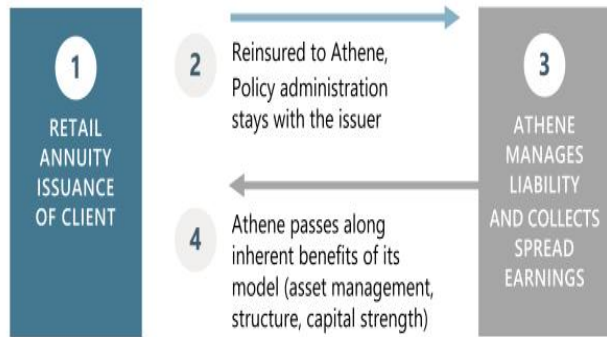 1
RETAIL
ANNUITY
ISSUANCE
OF CLIENT
2
Reinsured to Athene,
Policy administration
stays with the issuer
3
ATHENE
MANAGES
LIABILITY
AND COLLECTS
SPREAD
EARNINGS
4
Athene passes along
inherent benefits of its
model (asset management,
structure, capital strength)